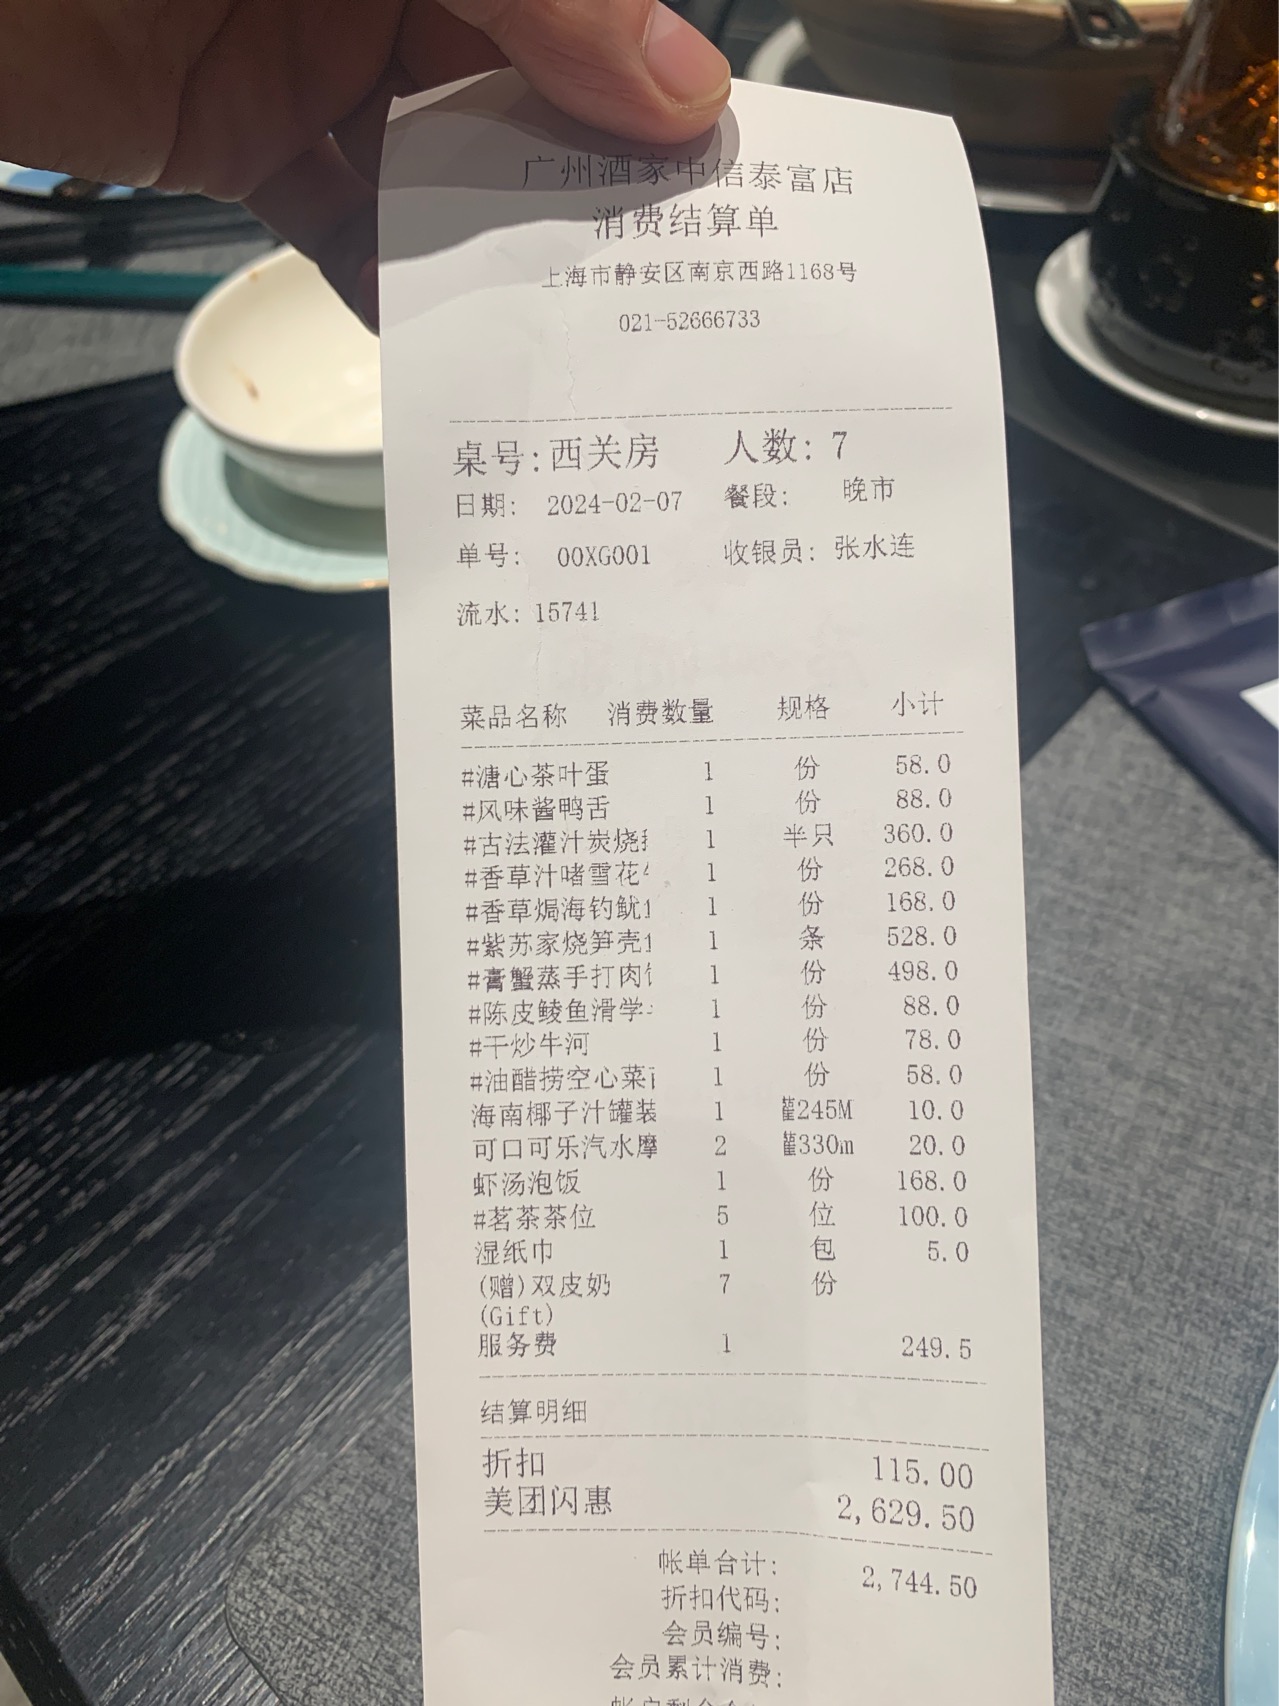 广州酒家中信泰富店
消费结算单
上海市静安区南京西路1168号
021-52666733
桌号:西关房 人数: 7
日期: 2024-02-07 餐段: 晚市
单号: 00XG001 收银员: 张水连
流水: 15741
菜品名称 消费数量 规格 小计
#溏心茶叶蛋 1 份 58.0
#风味酱鸭舌 1 份 88.0
#古法灌汁炭烧 1 半只 360.0
#香草汁啫雪花 1 份 268.0
#香草焗海钓鱿 1 份 168.0
#紫苏家烧笋壳 1 条 528.0
#膏蟹蒸手打肉 1 份 498.0
#陈皮鲮鱼滑学 1 份 88.0
#干炒牛河 1 份 78.0
#油醋捞空心菜 1 份 58.0
海南椰子汁罐装 1 245M 10.0
可口可乐汽水摩 2 330m 20.0
虾汤泡饭 1 份 168.0
#茗茶茶位 5 位 100.0
湿纸巾 1 包 5.0
(赠)双皮奶 7 份
(Gift)
服务费 1 249.5
结算明细
折扣 115.00
美团闪惠 2,629.50
帐单合计: 2,744.50
折扣代码:
会员编号:
会员累计消费: